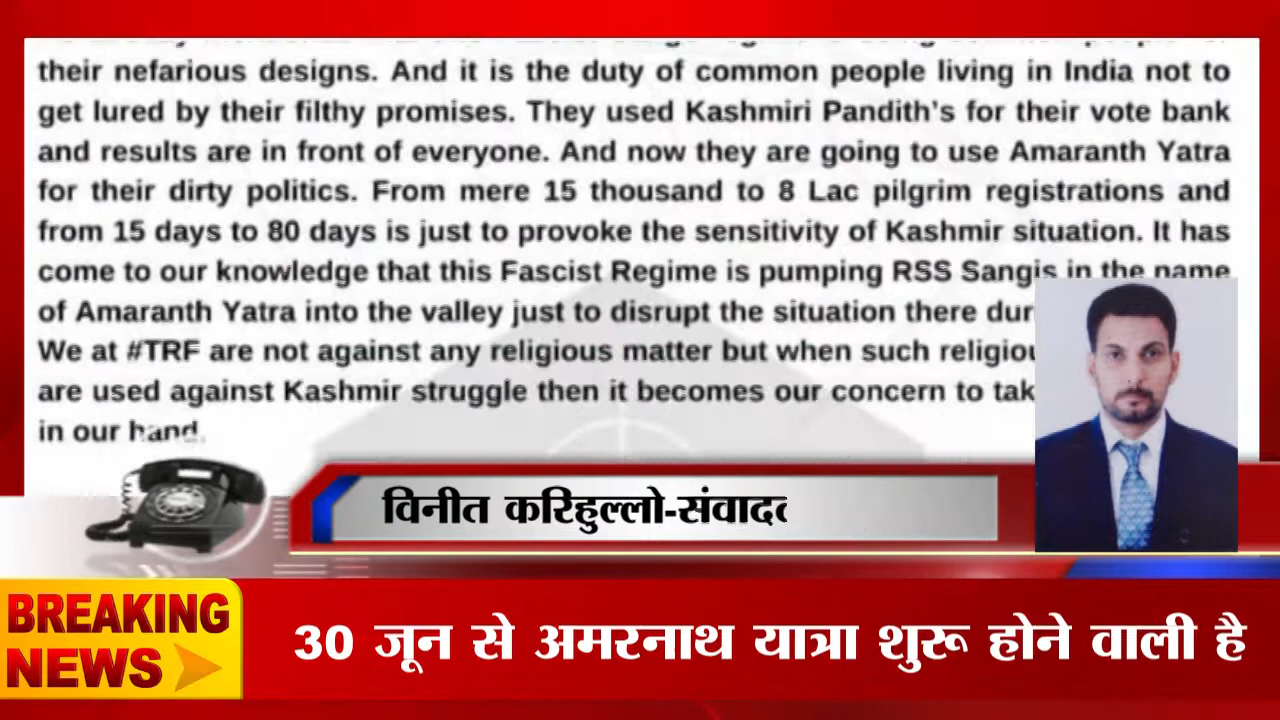 their nefarious designs. And it is the duty of common people living in India not to
get lured by their filthy promises. They used Kashmiri Pandith's for their vote bank
and results are in front of everyone. And now they are going to use Amaranth Yatra
for their dirty politics. From mere 15 thousand to 8 Lac pilgrim registrations and
from 15 days to 80 days is just to provoke the sensitivity of Kashmir situation. It has
come to our knowledge that this Fascist Regime is pumping RSS Sangis in the name
of Amaranth Yatra into the valley just to disrupt the situation there
We at #TRF are not against any religious matter but when such
are used against Kashmir struggle then it becomes our concern to
in our hand.
विनीत करिहुल्लो-
BREAKING
NEWS
30 जून से अमरनाथ यात्रा शुरू होने वाली है